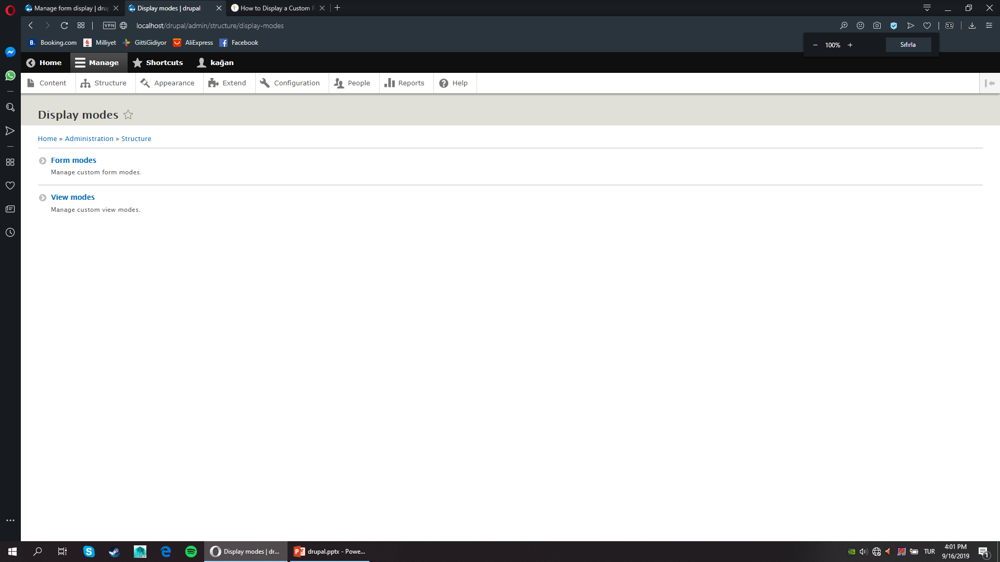 Manage form display | drup
Display modes | drupal
How to Display a Custom F
VPN
localhost/drupal/admin/structure/display-modes
B. Booking.com
Milliyet
GittiGidiyor
AliExpress
Facebook
100%
Sıfırla
Home
Manage
Shortcuts
kağan
Content
Structure
Appearance
Extend
Configuration
People
Reports
Help
Display modes
Home » Administration » Structure
Form modes
Manage custom form modes.
View modes
Manage custom view modes.
Display modes | dr...
drupal.pptx - Powe...
TUR
4:01 PM
9/16/2019
1